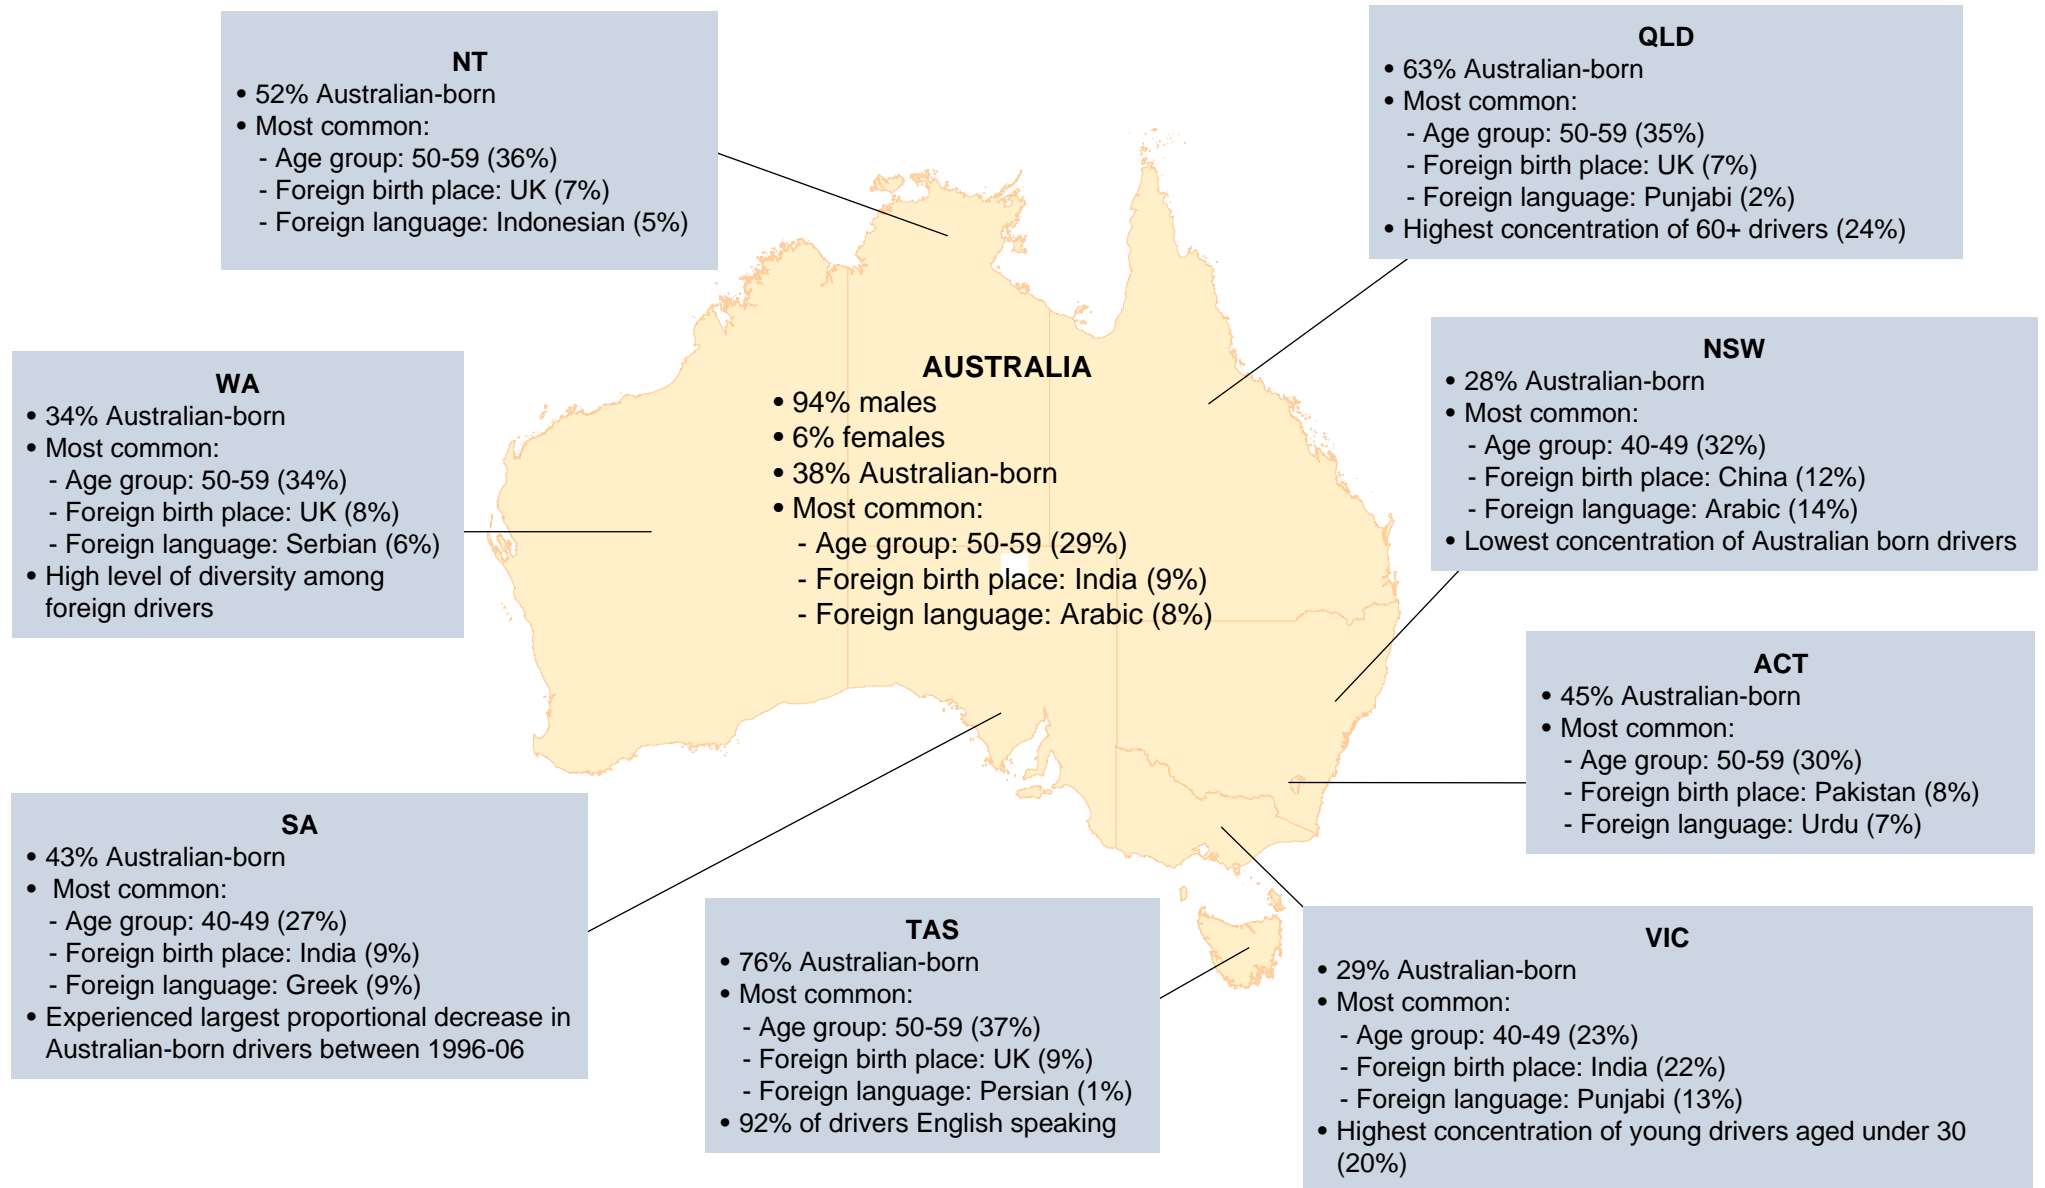 NT
• 52% Australian-born
• Most common:
- Age group: 50-59 (36%)
- Foreign birth place: UK (7%)
- Foreign language: Indonesian (5%)
QLD
• 63% Australian-born
• Most common:
- Age group: 50-59 (35%)
- Foreign birth place: UK (7%)
- Foreign language: Punjabi (2%)
• Highest concentration of 60+ drivers (24%)
WA
• 34% Australian-born
• Most common:
- Age group: 50-59 (34%)
- Foreign birth place: UK (8%)
- Foreign language: Serbian (6%)
• High level of diversity among
foreign drivers
AUSTRALIA
• 94% males
• 6% females
• 38% Australian-born
• Most common:
- Age group: 50-59 (29%)
- Foreign birth place: India (9%)
- Foreign language: Arabic (8%)
NSW
• 28% Australian-born
• Most common:
- Age group: 40-49 (32%)
- Foreign birth place: China (12%)
- Foreign language: Arabic (14%)
• Lowest concentration of Australian born drivers
ACT
• 45% Australian-born
• Most common:
- Age group: 50-59 (30%)
- Foreign birth place: Pakistan (8%)
- Foreign language: Urdu (7%)
SA
• 43% Australian-born
• Most common:
- Age group: 40-49 (27%)
- Foreign birth place: India (9%)
- Foreign language: Greek (9%)
• Experienced largest proportional decrease in
Australian-born drivers between 1996-06
TAS
• 76% Australian-born
• Most common:
- Age group: 50-59 (37%)
- Foreign birth place: UK (9%)
- Foreign language: Persian (1%)
• 92% of drivers English speaking
VIC
• 29% Australian-born
• Most common:
- Age group: 40-49 (23%)
- Foreign birth place: India (22%)
- Foreign language: Punjabi (13%)
• Highest concentration of young drivers aged under 30
(20%)